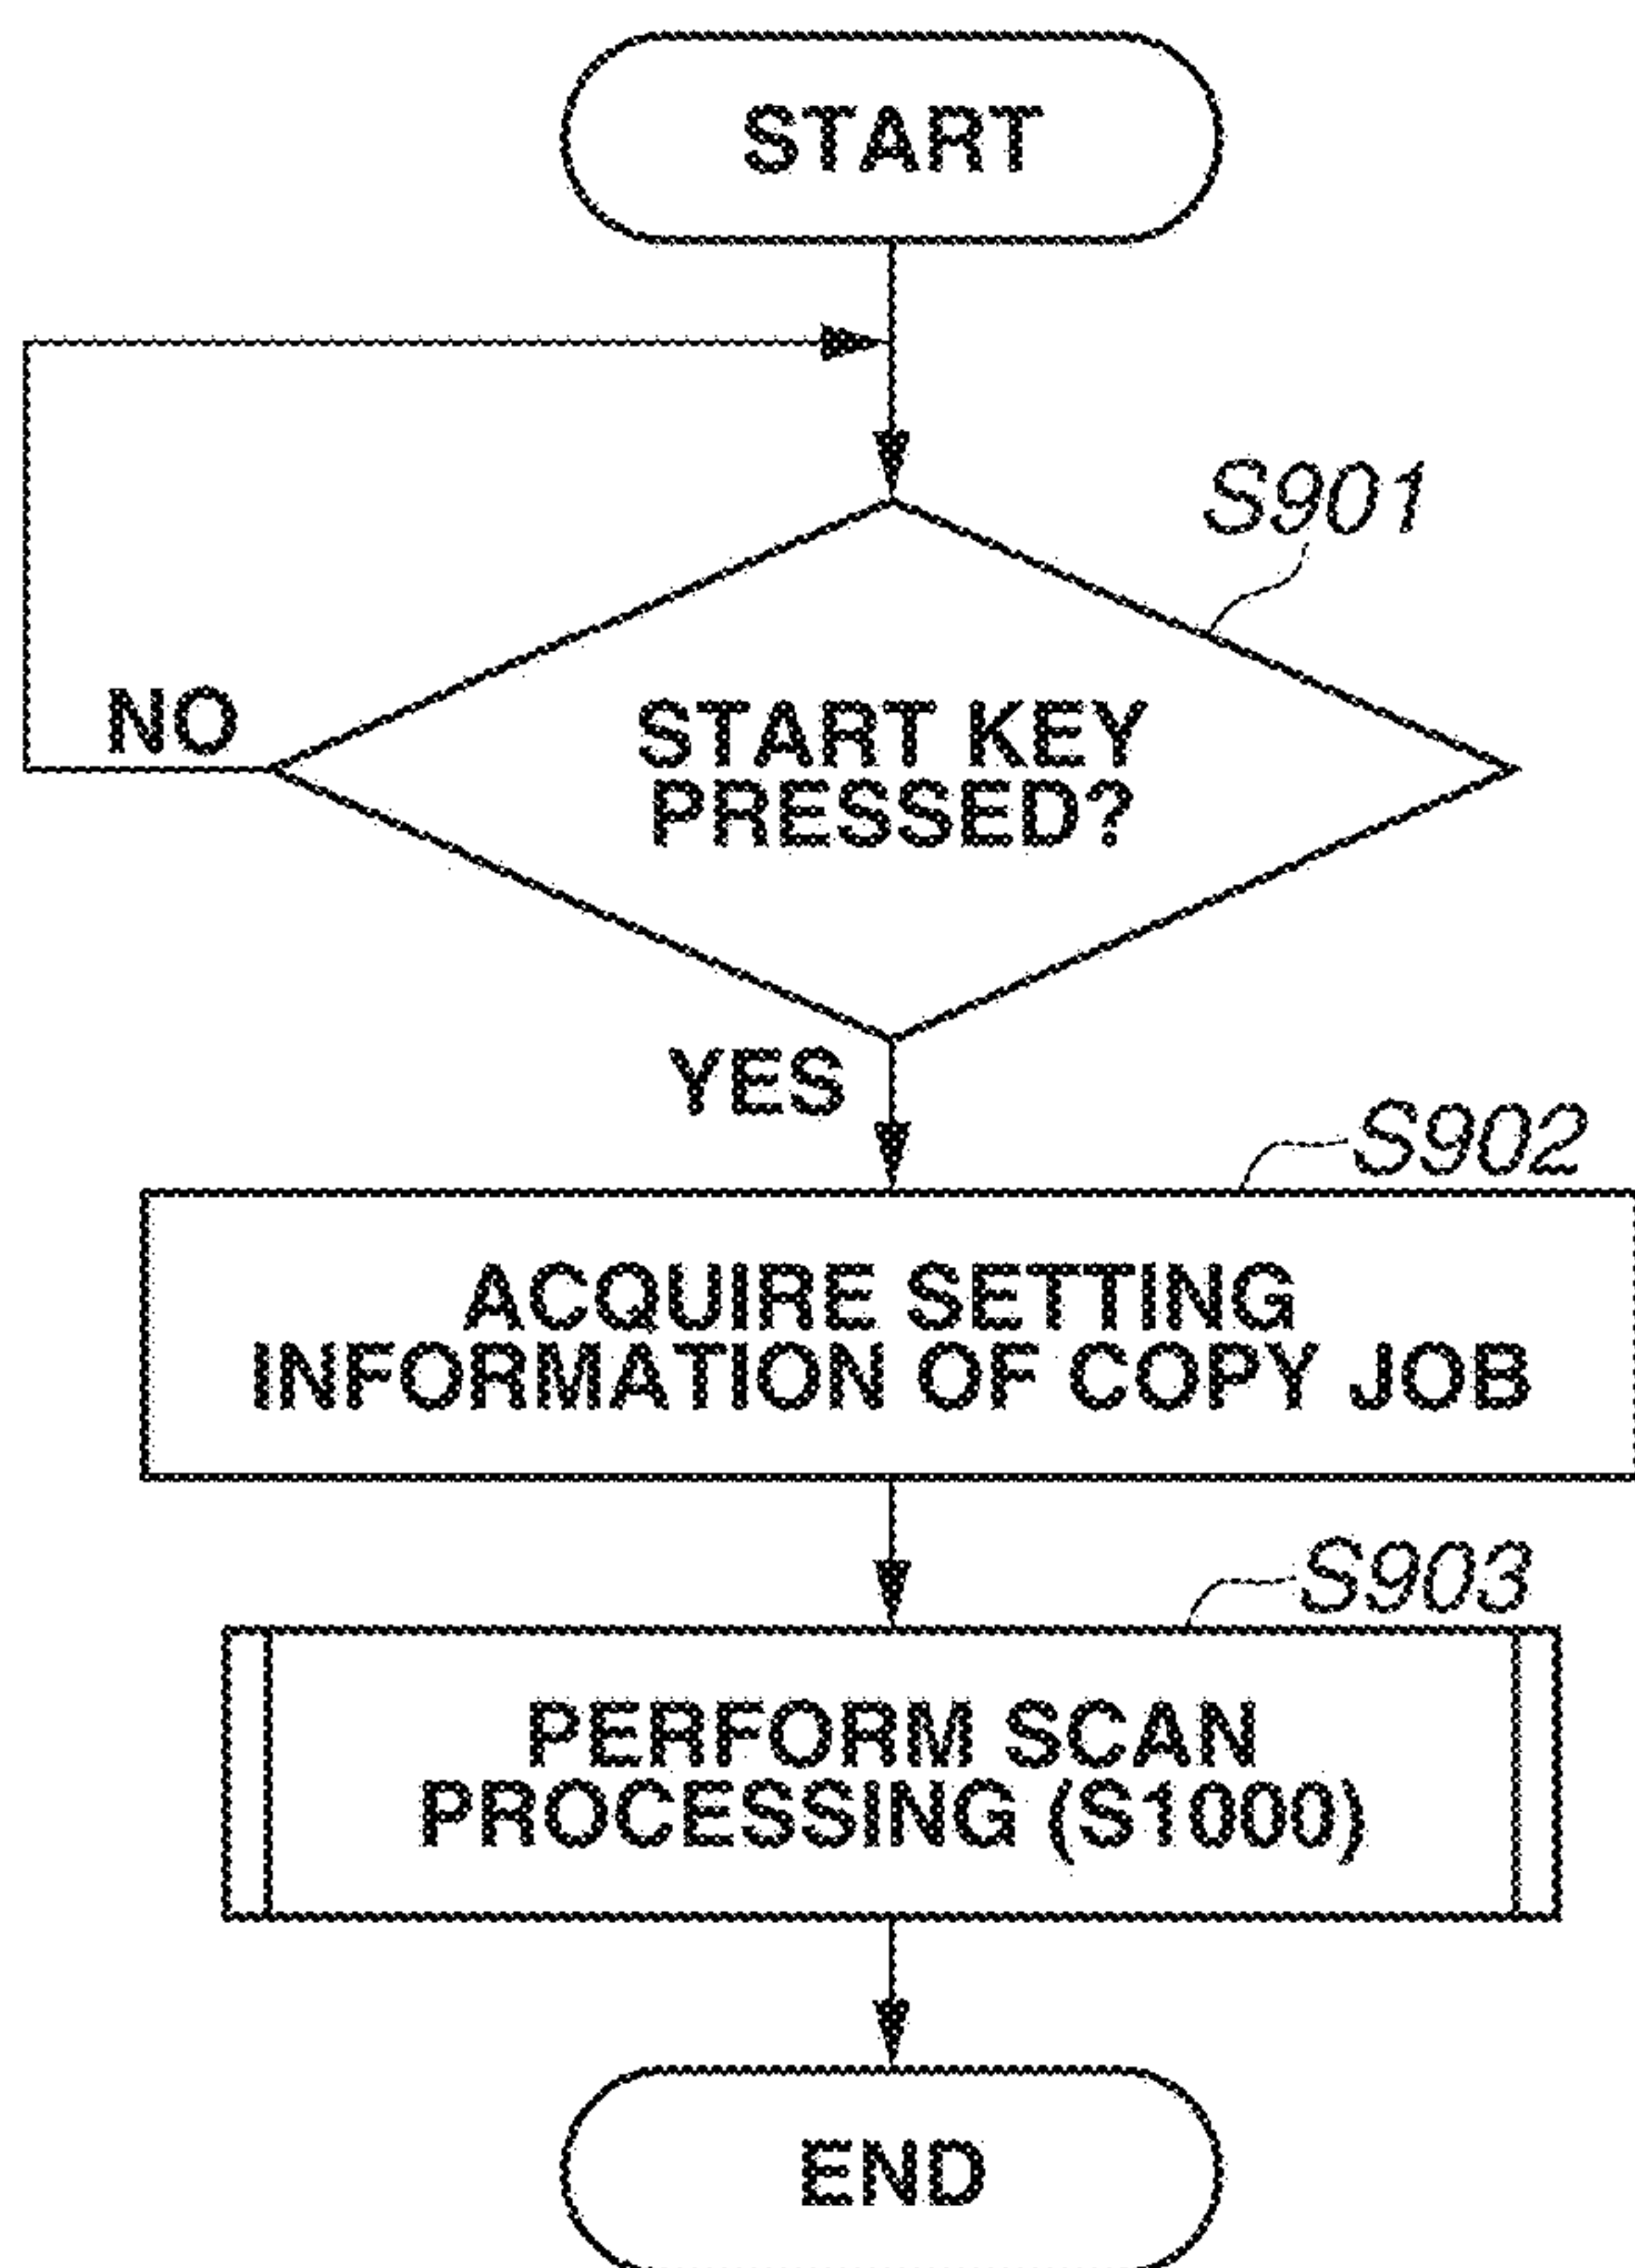 START
S901
NO
START KEY
PRESSED?
YES
S902
ACQUIRE SETTING
INFORMATION OF COPY JOB
S903
PERFORM SCAN
PROCESSING (S1000)
END